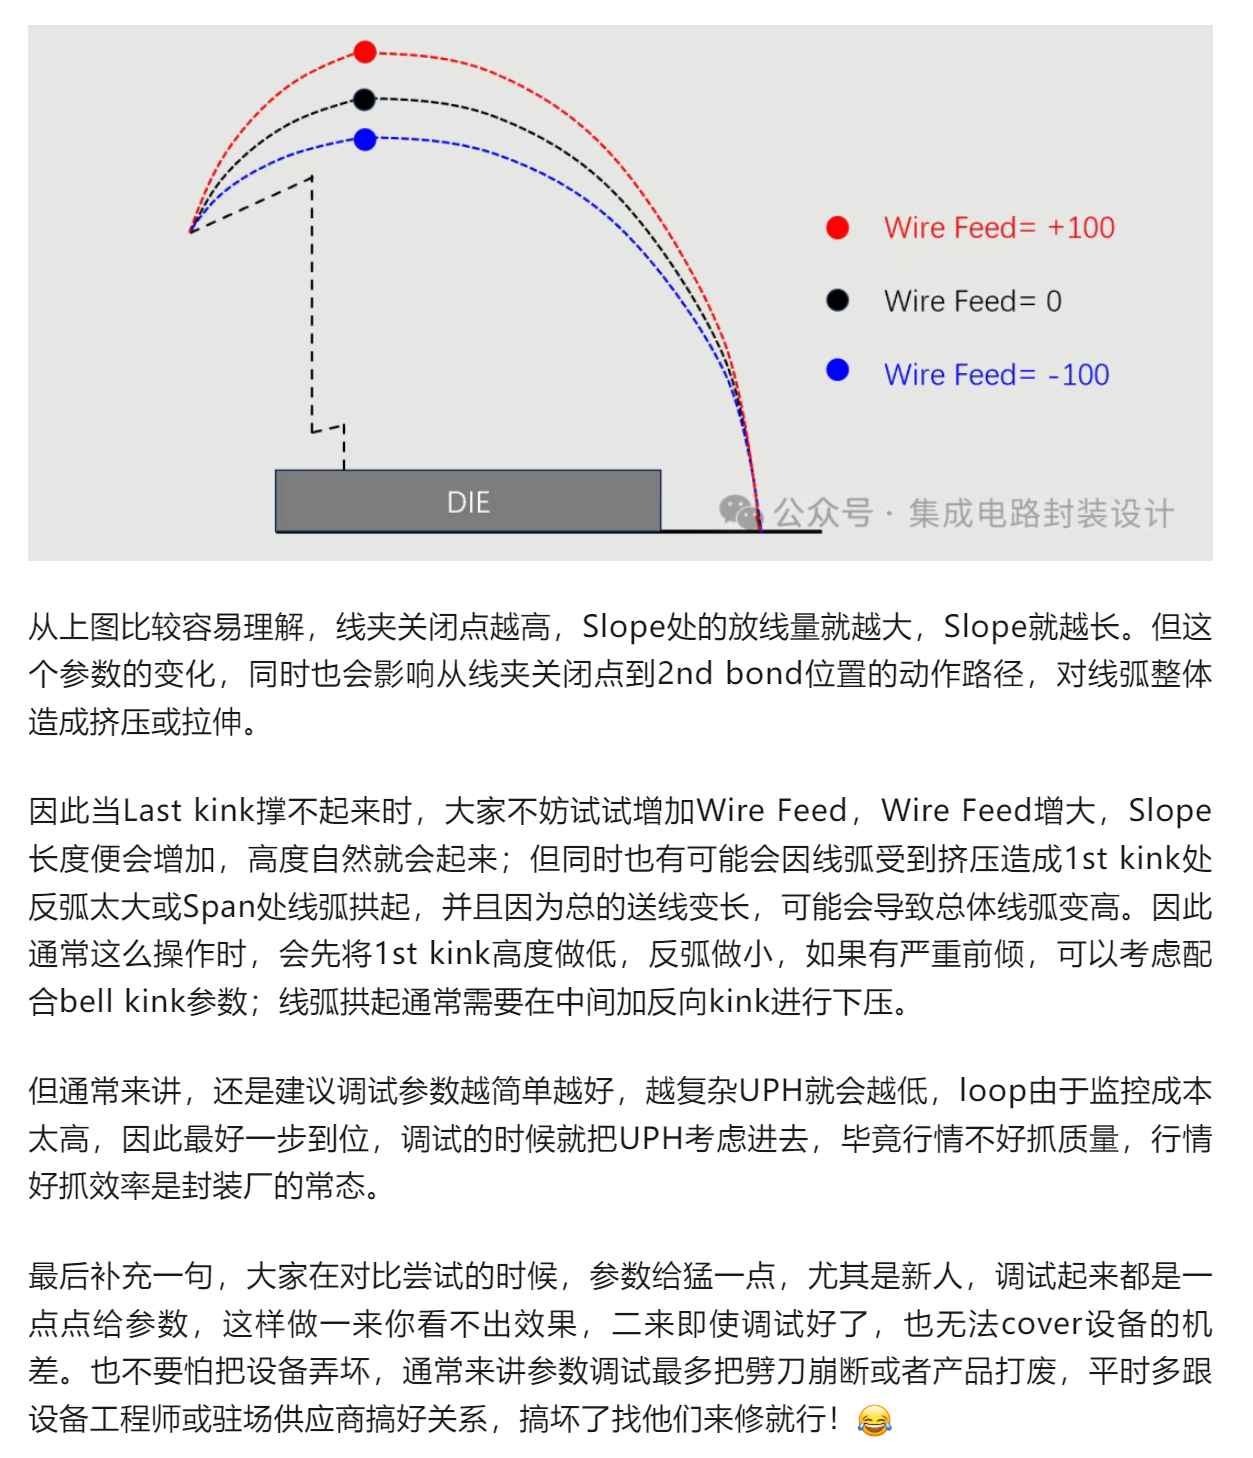 Wire Feed= +100
Wire Feed= 0
Wire Feed= -100
DIE
公众号 · 集成电路封装设计
从上图比较容易理解，线夹关闭点越高，Slope处的放线量就越大，Slope就越长。但这
个参数的变化，同时也会影响从线夹关闭点到2nd bond位置的动作路径，对线弧整体
造成挤压或拉伸。
因此当Last kink撑不起来时，大家不妨试试增加Wire Feed，Wire Feed增大，Slope
长度便会增加，高度自然就会起来；但同时也有可能会因线弧受到挤压造成1st kink处
反弧太大或Span处线弧拱起，并且因为总的送线变长，可能会导致总体线弧变高。因此
通常这么操作时，会先将1st kink高度做低，反弧做小，如果有严重前倾，可以考虑配
合bell kink参数；线弧拱起通常需要在中间加反向kink进行下压。
但通常来讲，还是建议调试参数越简单越好，越复杂UPH就会越低，loop由于监控成本
太高，因此最好一步到位，调试的时候就把UPH考虑进去，毕竟行情不好抓质量，行情
好抓效率是封装厂的常态。
最后补充一句，大家在对比尝试的时候，参数给猛一点，尤其是新人，调试起来都是一
点点给参数，这样做一来你看不出效果，二来即使调试好了，也无法cover设备的机
差。也不要怕把设备弄坏，通常来讲参数调试最多把劈刀崩断或者产品打废，平时多跟
设备工程师或驻场供应商搞好关系，搞坏了找他们来修就行！😂